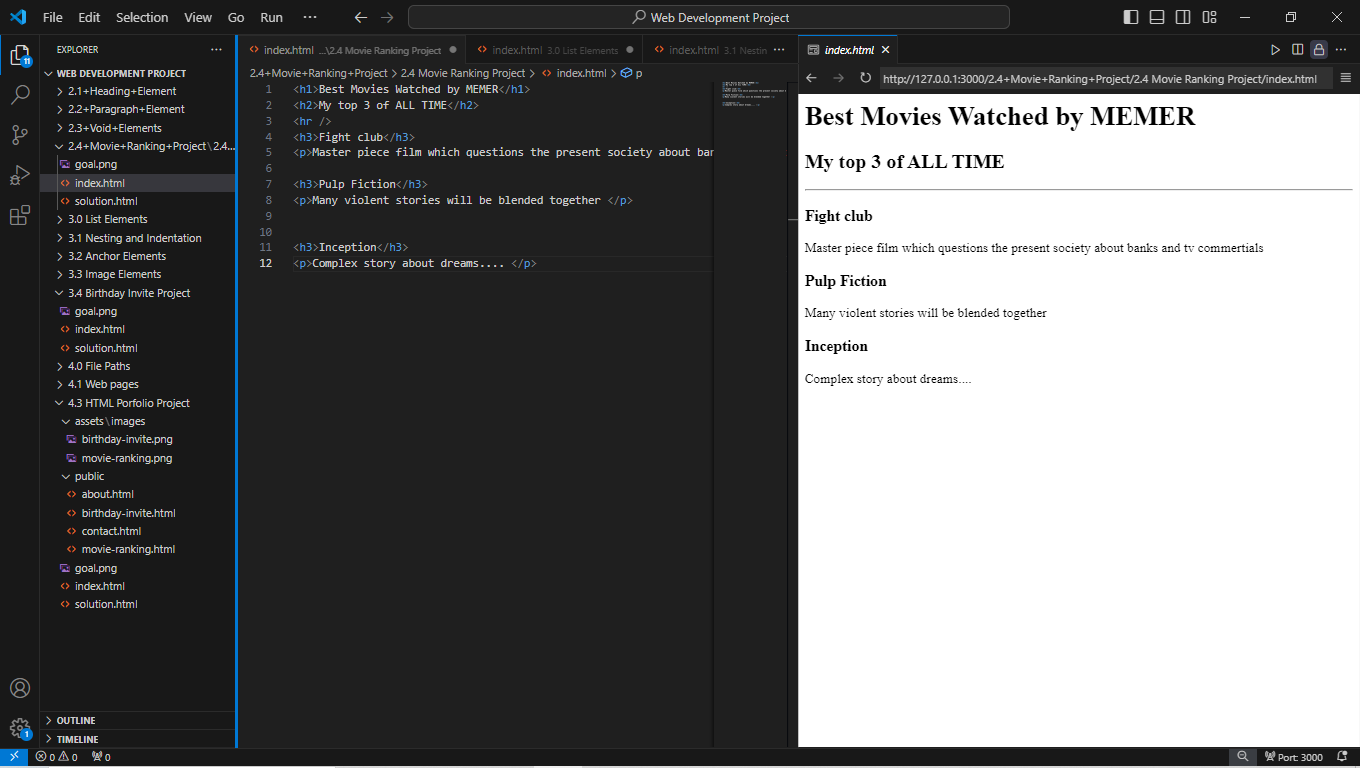 File Edit Selection View Go Run ··· Web Development Project
EXPLORER ···
WEB DEVELOPMENT PROJECT
2.1+Heading+Element
2.2+Paragraph+Element
2.3+Void+Elements
2.4+Movie+Ranking+Project\2.4...
goal.png
index.html
solution.html
3.0 List Elements
3.1 Nesting and Indentation
3.2 Anchor Elements
3.3 Image Elements
3.4 Birthday Invite Project
goal.png
index.html
solution.html
4.0 File Paths
4.1 Web pages
4.3 HTML Porfolio Project
assets\images
birthday-invite.png
movie-ranking.png
public
about.html
birthday-invite.html
contact.html
movie-ranking.html
goal.png
index.html
solution.html
OUTLINE
TIMELINE
11
1
index.html ...\2.4 Movie Ranking Project index.html 3.0 List Elements index.html 3.1 Nestin ···
2.4+Movie+Ranking+Project > 2.4 Movie Ranking Project > index.html > p
1 <h1>Best Movies Watched by MEMER</h1>
2 <h2>My top 3 of ALL TIME</h2>
3 <hr />
4 <h3>Fight club</h3>
5 <p>Master piece film which questions the present society about bar
6
7 <h3>Pulp Fiction</h3>
8 <p>Many violent stories will be blended together </p>
9
10
11 <h3>Inception</h3>
12 <p>Complex story about dreams.... </p>
index.html ···
http://127.0.0.1:3000/2.4+Movie+Ranking+Project/2.4 Movie Ranking Project/index.html
Best Movies Watched by MEMER
My top 3 of ALL TIME
Fight club
Master piece film which questions the present society about banks and tv commertials
Pulp Fiction
Many violent stories will be blended together
Inception
Complex story about dreams....
0 0 0 Port: 3000